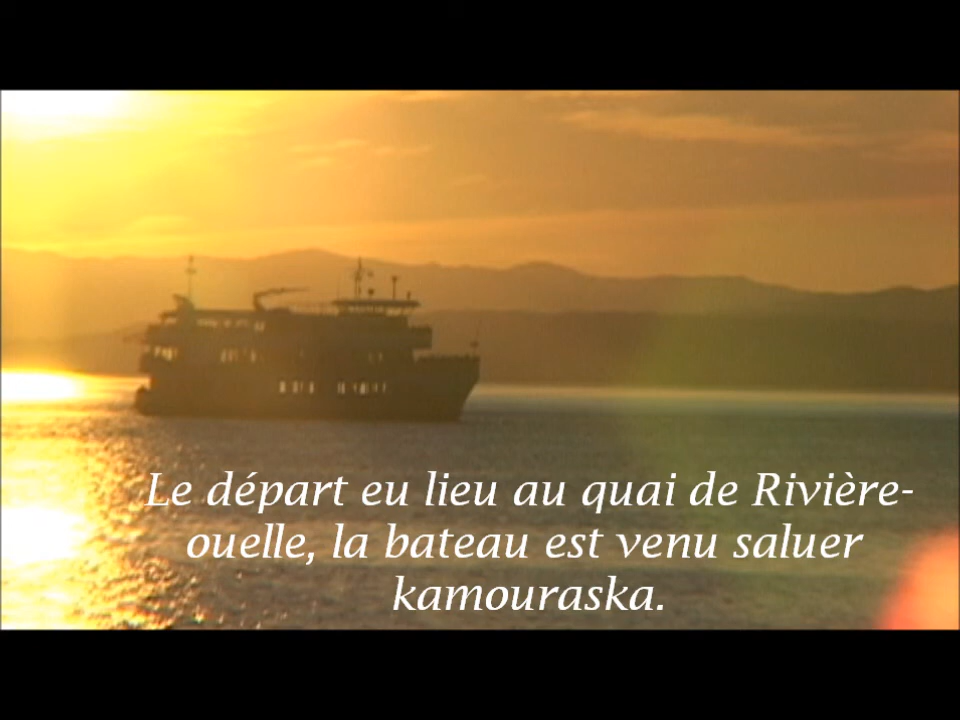 Le départ eu lieu au quai de Rivière-
ouelle, la bateau est venu saluer
kamouraska.